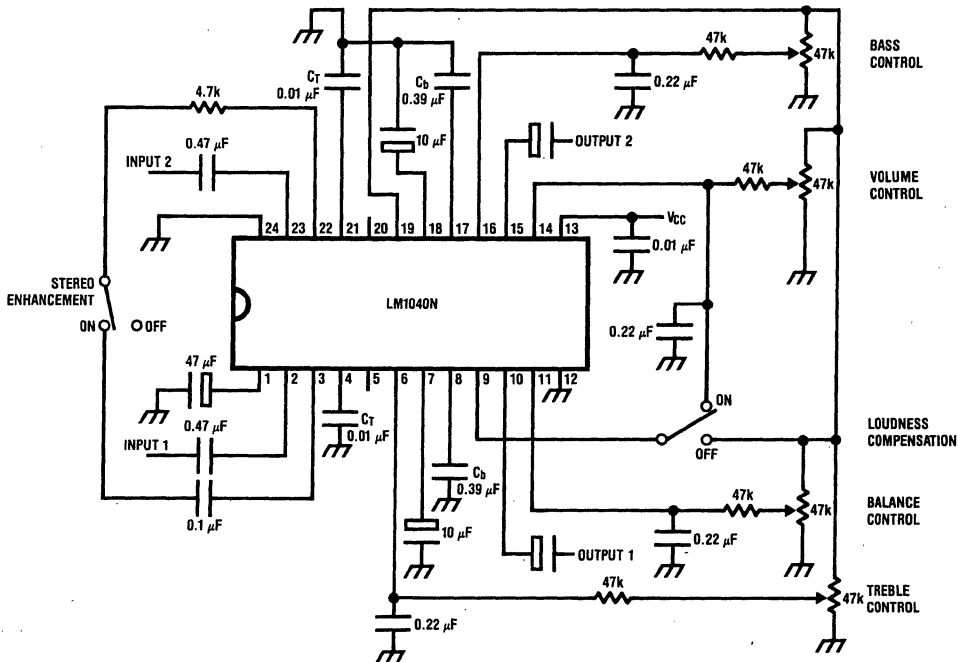 47k
BASS
CONTROL
47k
CT
0.01 μF
Cb
0.39 μF
0.22 μF
4.7k
10 μF
OUTPUT 2
0.47 μF
INPUT 2
47k
VOLUME
CONTROL
47k
VCC
0.01 μF
24 23 22 21 20 19 18 17 16 15 14 13
STEREO
ENHANCEMENT
ON
OFF
LM1040N
0.22 μF
1 2 3 4 5 6 7 8 9 10 11 12
47 μF
ON
OFF
LOUDNESS
COMPENSATION
0.47 μF
INPUT 1
CT
0.01 μF
0.1 μF
Cb
0.39 μF
47k
47k
BALANCE
CONTROL
10 μF
0.22 μF
OUTPUT 1
47k
47k
TREBLE
CONTROL
0.22 μF